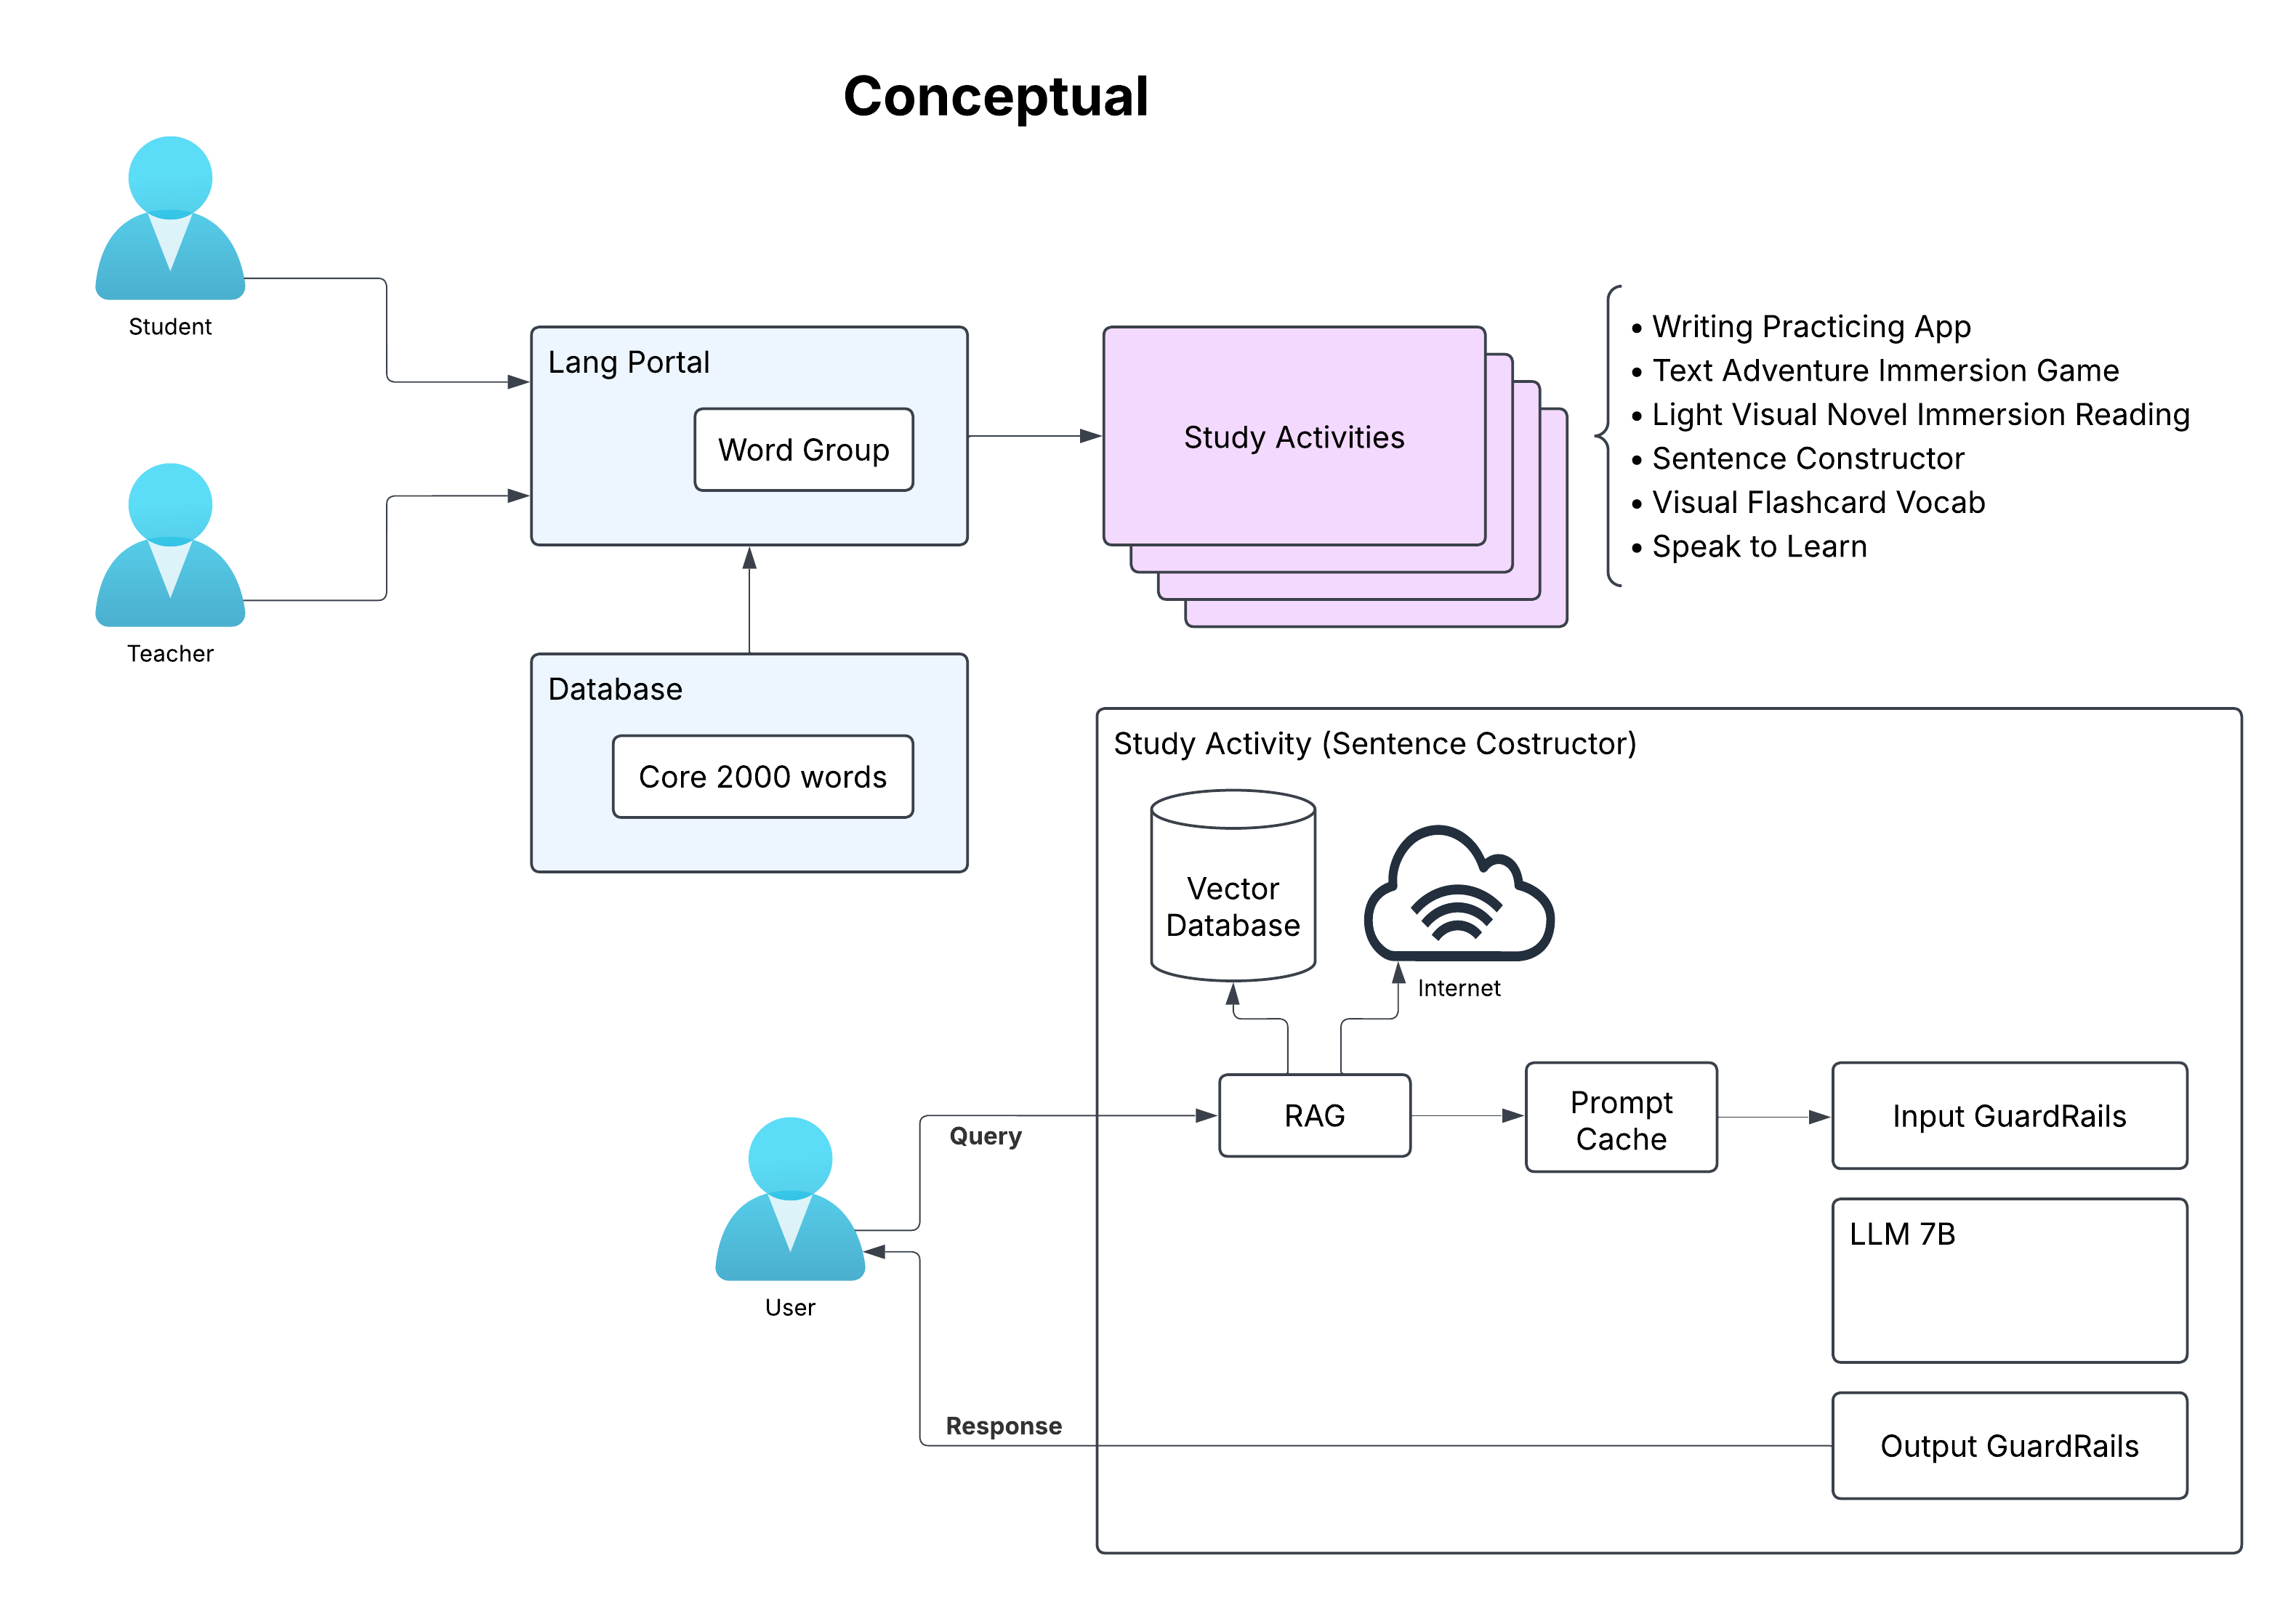 Conceptual
Student
Teacher
Lang Portal
Word Group
Study Activities
• Writing Practicing App
• Text Adventure Immersion Game
• Light Visual Novel Immersion Reading
• Sentence Constructor
• Visual Flashcard Vocab
• Speak to Learn
Database
Core 2000 words
Study Activity (Sentence Costructor)
Vector
Database
Internet
RAG
Prompt
Cache
Input GuardRails
Query
LLM 7B
User
Response
Output GuardRails